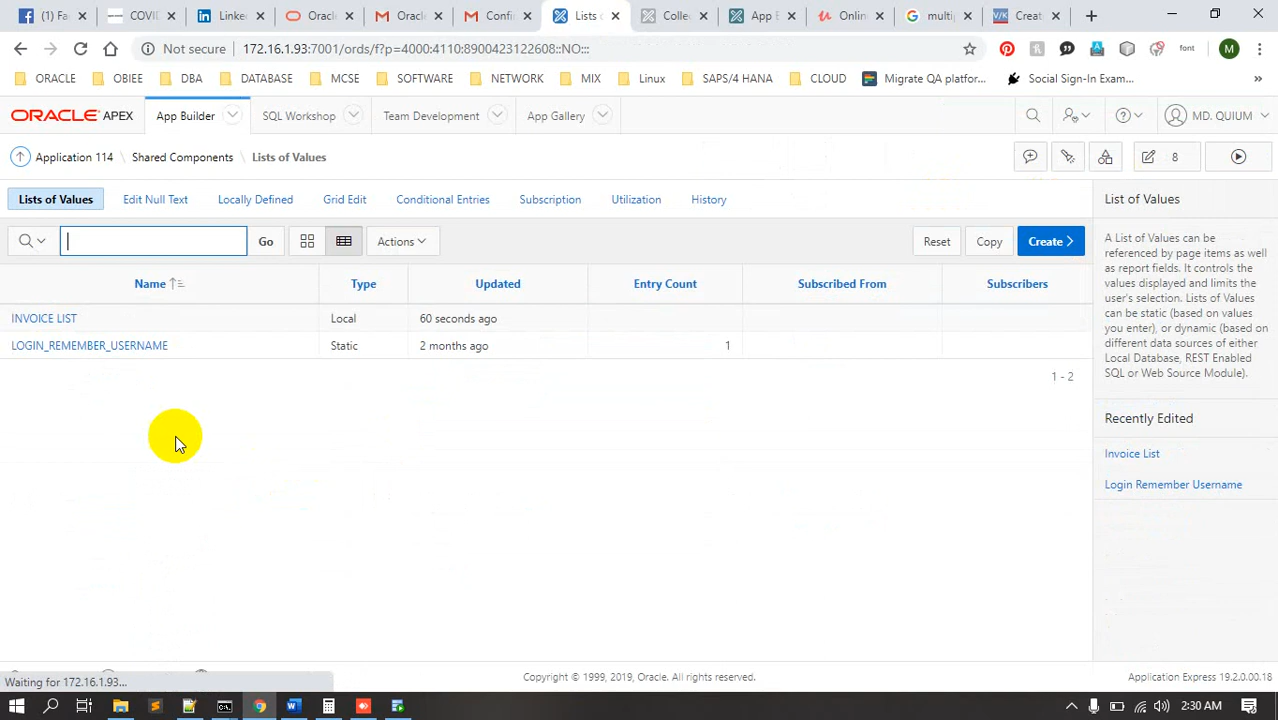 (1) Fa
COVID
Linke
Oracle
Oracle
Confir
Lists o
Collec
App B
Online
multip
Creat
Not secure
172.16.1.93:7001/ords/f?p=4000:4110:8900423122608::NO:::
font
M
ORACLE
OBIEE
DBA
DATABASE
MCSE
SOFTWARE
NETWORK
MIX
Linux
SAPS/4 HANA
CLOUD
Migrate QA platfor...
Social Sign-In Exam...
»
ORACLE APEX
App Builder
SQL Workshop
Team Development
App Gallery
MD. QUIUM
Application 114 \ Shared Components \ Lists of Values
8
Lists of Values
Edit Null Text
Locally Defined
Grid Edit
Conditional Entries
Subscription
Utilization
History
Go
Actions
Reset
Copy
Create
Name
Type
Updated
Entry Count
Subscribed From
Subscribers
INVOICE LIST
Local
60 seconds ago
LOGIN_REMEMBER_USERNAME
Static
2 months ago
1
1 - 2
List of Values
A List of Values can be
referenced by page items as well
as report fields. It controls the
values displayed and limits the
user's selection. Lists of Values
can be static (based on values
you enter), or dynamic (based on
different data sources of either
Local Database, REST Enabled
SQL or Web Source Module).
Recently Edited
Invoice List
Login Remember Username
Waiting for 172.16.1.93...
Copyright © 1999, 2019, Oracle. All rights reserved.
Application Express 19.2.0.00.18
2:30 AM